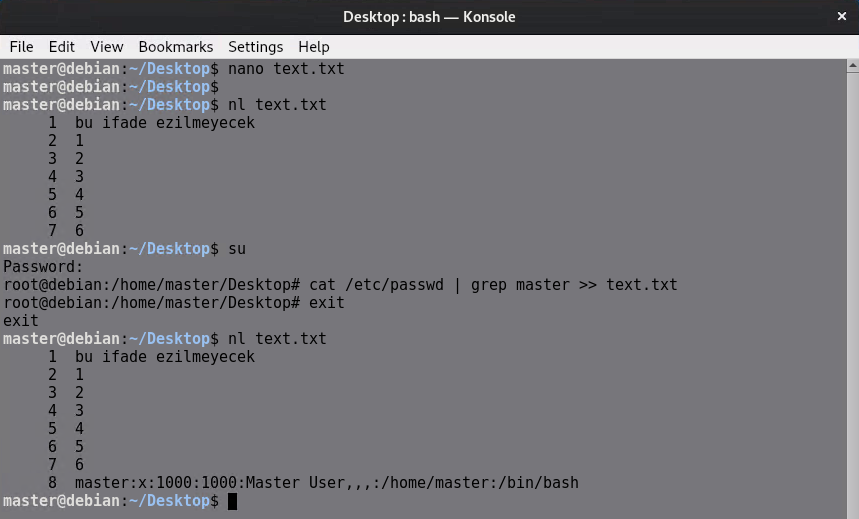 Desktop : bash — Konsole
File Edit View Bookmarks Settings Help
master@debian:~/Desktop$ nano text.txt
master@debian:~/Desktop$
master@debian:~/Desktop$ nl text.txt
     1  bu ifade ezilmeyecek
     2  1
     3  2
     4  3
     5  4
     6  5
     7  6
master@debian:~/Desktop$ su
Password:
root@debian:/home/master/Desktop# cat /etc/passwd | grep master >> text.txt
root@debian:/home/master/Desktop# exit
exit
master@debian:~/Desktop$ nl text.txt
     1  bu ifade ezilmeyecek
     2  1
     3  2
     4  3
     5  4
     6  5
     7  6
     8  master:x:1000:1000:Master User,,,:/home/master:/bin/bash
master@debian:~/Desktop$